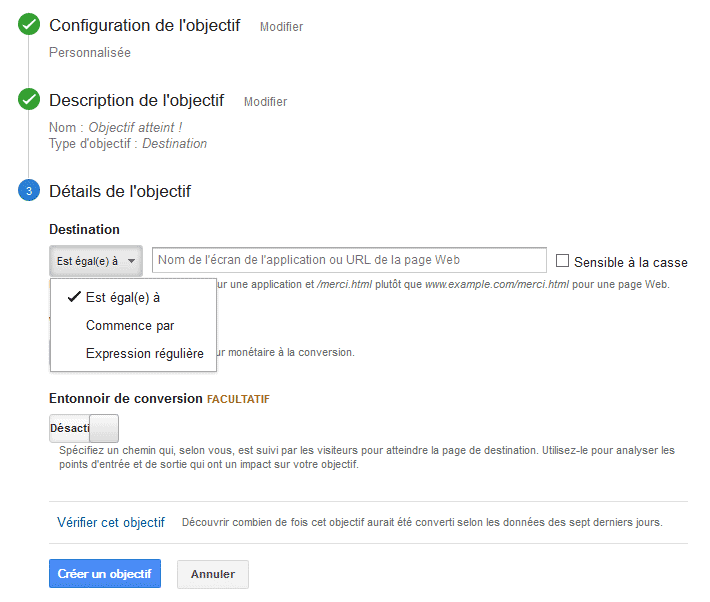 Configuration de l'objectif Modifier
Personnalisée
Description de l'objectif Modifier
Nom : Objectif atteint !
Type d'objectif : Destination
3 Détails de l'objectif
Destination
Est égal(e) à Nom de l'écran de l'application ou URL de la page Web Sensible à la casse
une application et /merci.html plutôt que www.example.com/merci.html pour une page Web.
Est égal(e) à
Commence par
Expression régulière
monétaire à la conversion.
Entonnoir de conversion FACULTATIF
Désacti
Spécifiez un chemin qui, selon vous, est suivi par les visiteurs pour atteindre la page de destination. Utilisez-le pour analyser les
points d'entrée et de sortie qui ont un impact sur votre objectif.
Vérifier cet objectif Découvrir combien de fois cet objectif aurait été converti selon les données des sept derniers jours.
Créer un objectif Annuler